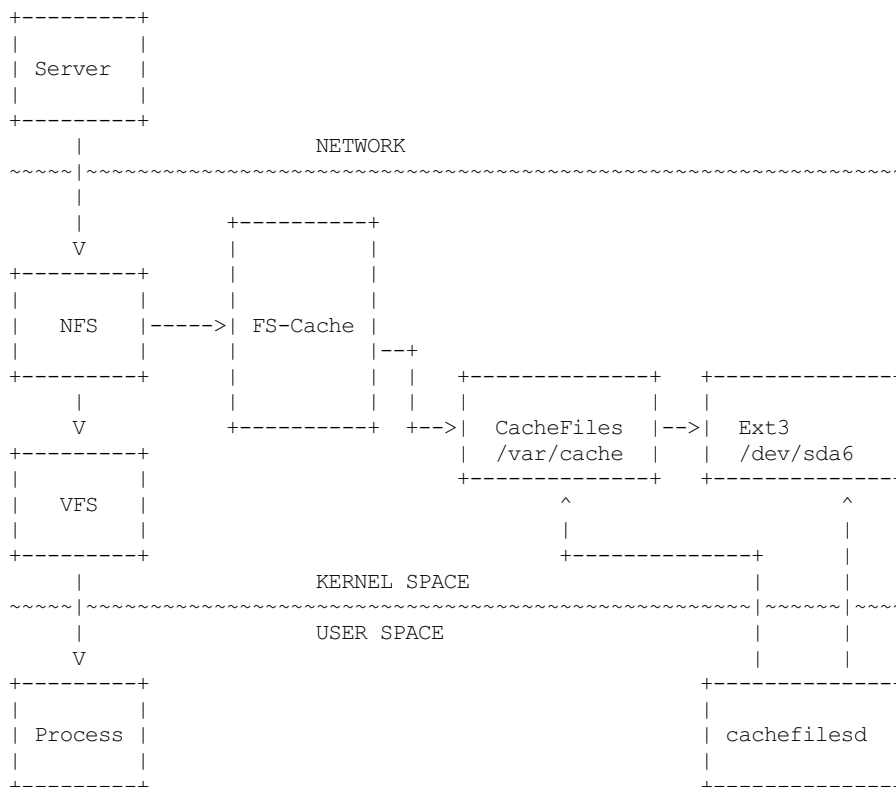 Server
NETWORK
NFS
FS-Cache
CacheFiles
/var/cache
Ext3
/dev/sda6
VFS
KERNEL SPACE
USER SPACE
Process
cachefilesd